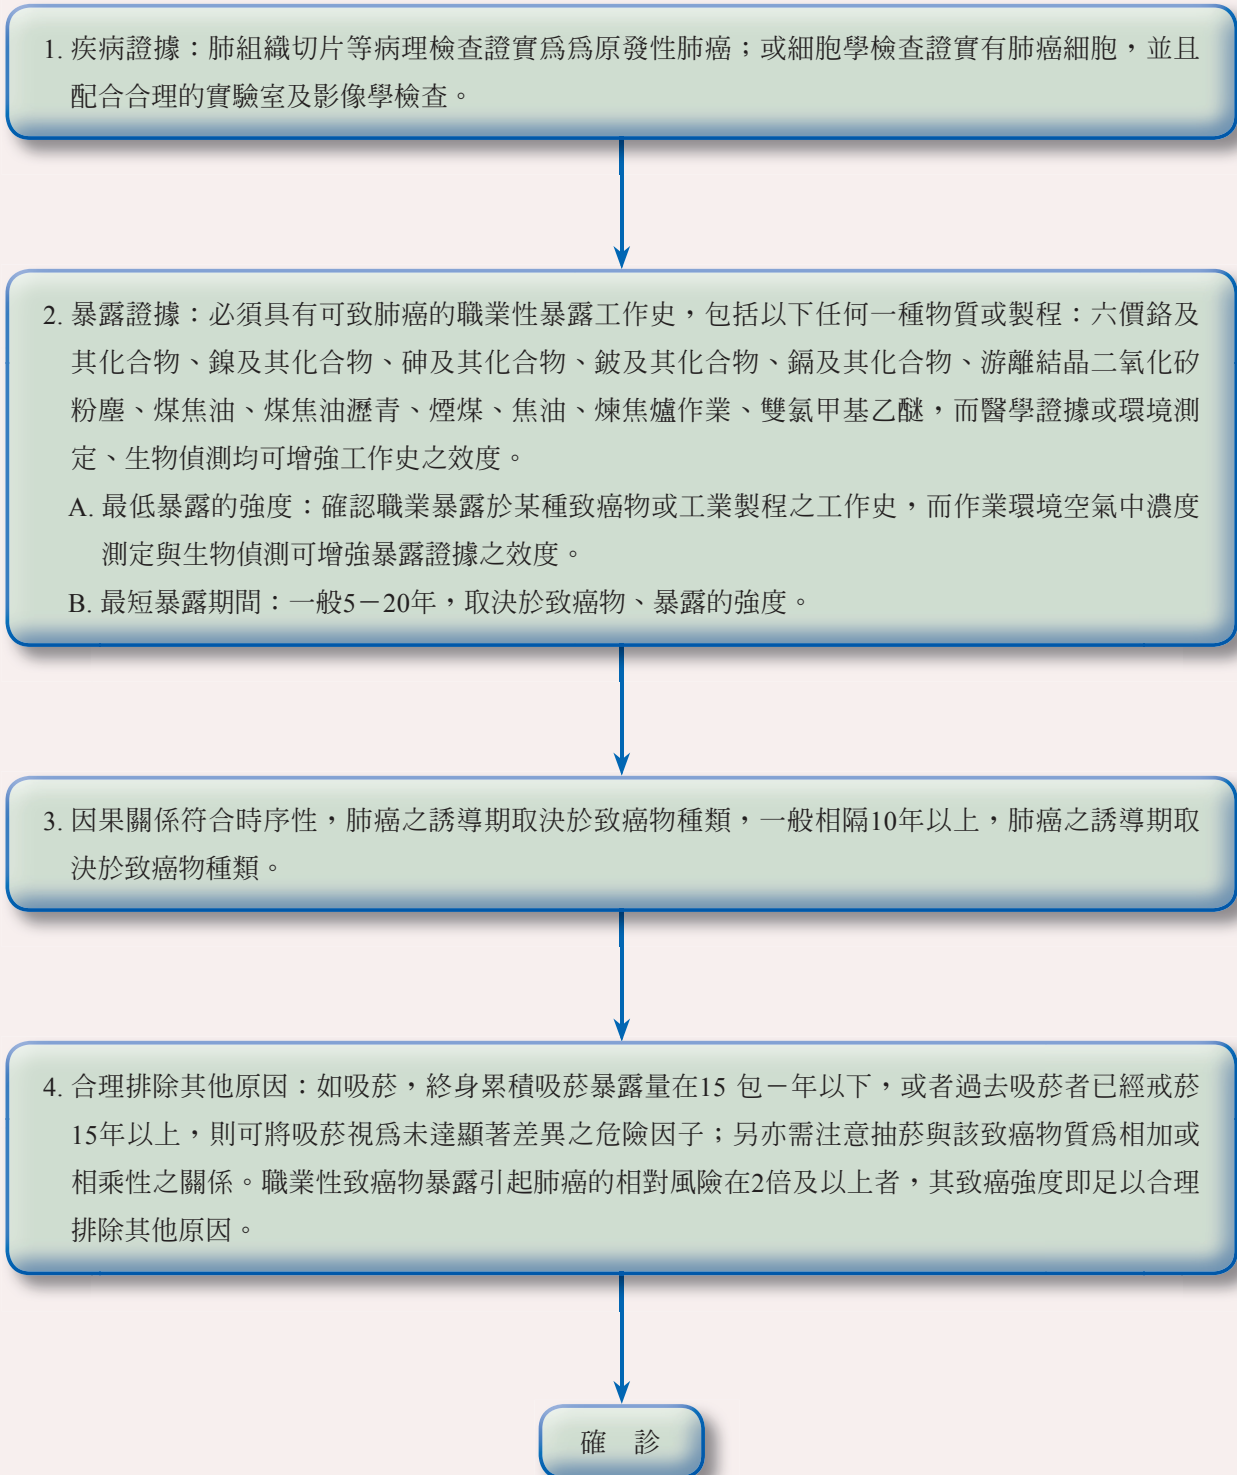 1. 疾病證據：肺組織切片等病理檢查證實爲爲原發性肺癌；或細胞學檢查證實有肺癌細胞，並且
配合合理的實驗室及影像學檢查。
2. 暴露證據：必須具有可致肺癌的職業性暴露工作史，包括以下任何一種物質或製程：六價鉻及
其化合物、鎳及其化合物、砷及其化合物、鈹及其化合物、鎘及其化合物、游離結晶二氧化矽
粉塵、煤焦油、煤焦油瀝青、煙煤、焦油、煉焦爐作業、雙氯甲基乙醚，而醫學證據或環境測
定、生物偵測均可增強工作史之效度。
A. 最低暴露的強度：確認職業暴露於某種致癌物或工業製程之工作史，而作業環境空氣中濃度
測定與生物偵測可增強暴露證據之效度。
B. 最短暴露期間：一般5－20年，取決於致癌物、暴露的強度。
3. 因果關係符合時序性，肺癌之誘導期取決於致癌物種類，一般相隔10年以上，肺癌之誘導期取
決於致癌物種類。
4. 合理排除其他原因：如吸菸，終身累積吸菸暴露量在15 包－年以下，或者過去吸菸者已經戒菸
15年以上，則可將吸菸視爲未達顯著差異之危險因子；另亦需注意抽菸與該致癌物質爲相加或
相乘性之關係。職業性致癌物暴露引起肺癌的相對風險在2倍及以上者，其致癌強度即足以合理
排除其他原因。
確 診